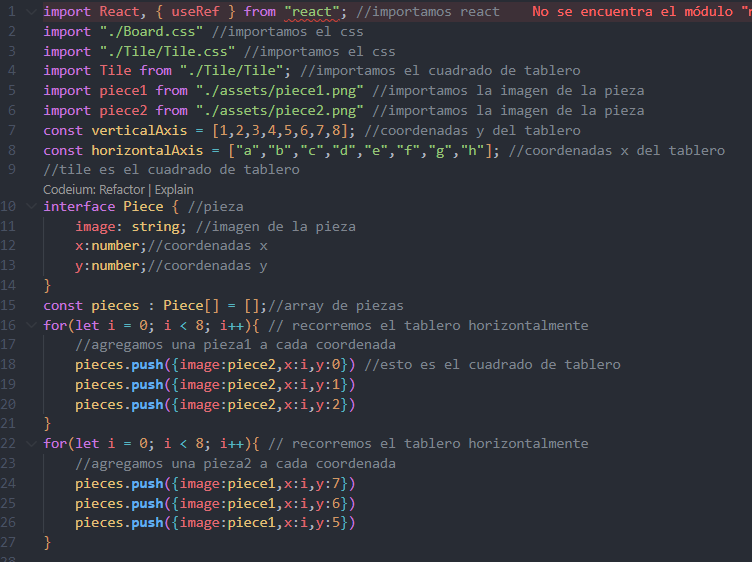 1 import React, { useRef } from "react"; //importamos react No se encuentra el módulo "r
2 import "./Board.css" //importamos el css
3 import "./Tile/Tile.css" //importamos el css
4 import Tile from "./Tile/Tile"; //importamos el cuadrado de tablero
5 import piece1 from "./assets/piece1.png" //importamos la imagen de la pieza
6 import piece2 from "./assets/piece2.png" //importamos la imagen de la pieza
7 const verticalAxis = [1,2,3,4,5,6,7,8]; //coordenadas y del tablero
8 const horizontalAxis = ["a","b","c","d","e","f","g","h"]; //coordenadas x del tablero
9 //tile es el cuadrado de tablero
Codeium: Refactor | Explain
10 interface Piece { //pieza
11 image: string; //imagen de la pieza
12 x:number;//coordenadas x
13 y:number;//coordenadas y
14 }
15 const pieces : Piece[] = [];//array de piezas
16 for(let i = 0; i < 8; i++){ // recorremos el tablero horizontalmente
17 //agregamos una pieza1 a cada coordenada
18 pieces.push({image:piece2,x:i,y:0}) //esto es el cuadrado de tablero
19 pieces.push({image:piece2,x:i,y:1})
20 pieces.push({image:piece2,x:i,y:2})
21 }
22 for(let i = 0; i < 8; i++){ // recorremos el tablero horizontalmente
23 //agregamos una pieza2 a cada coordenada
24 pieces.push({image:piece1,x:i,y:7})
25 pieces.push({image:piece1,x:i,y:6})
26 pieces.push({image:piece1,x:i,y:5})
27 }
28